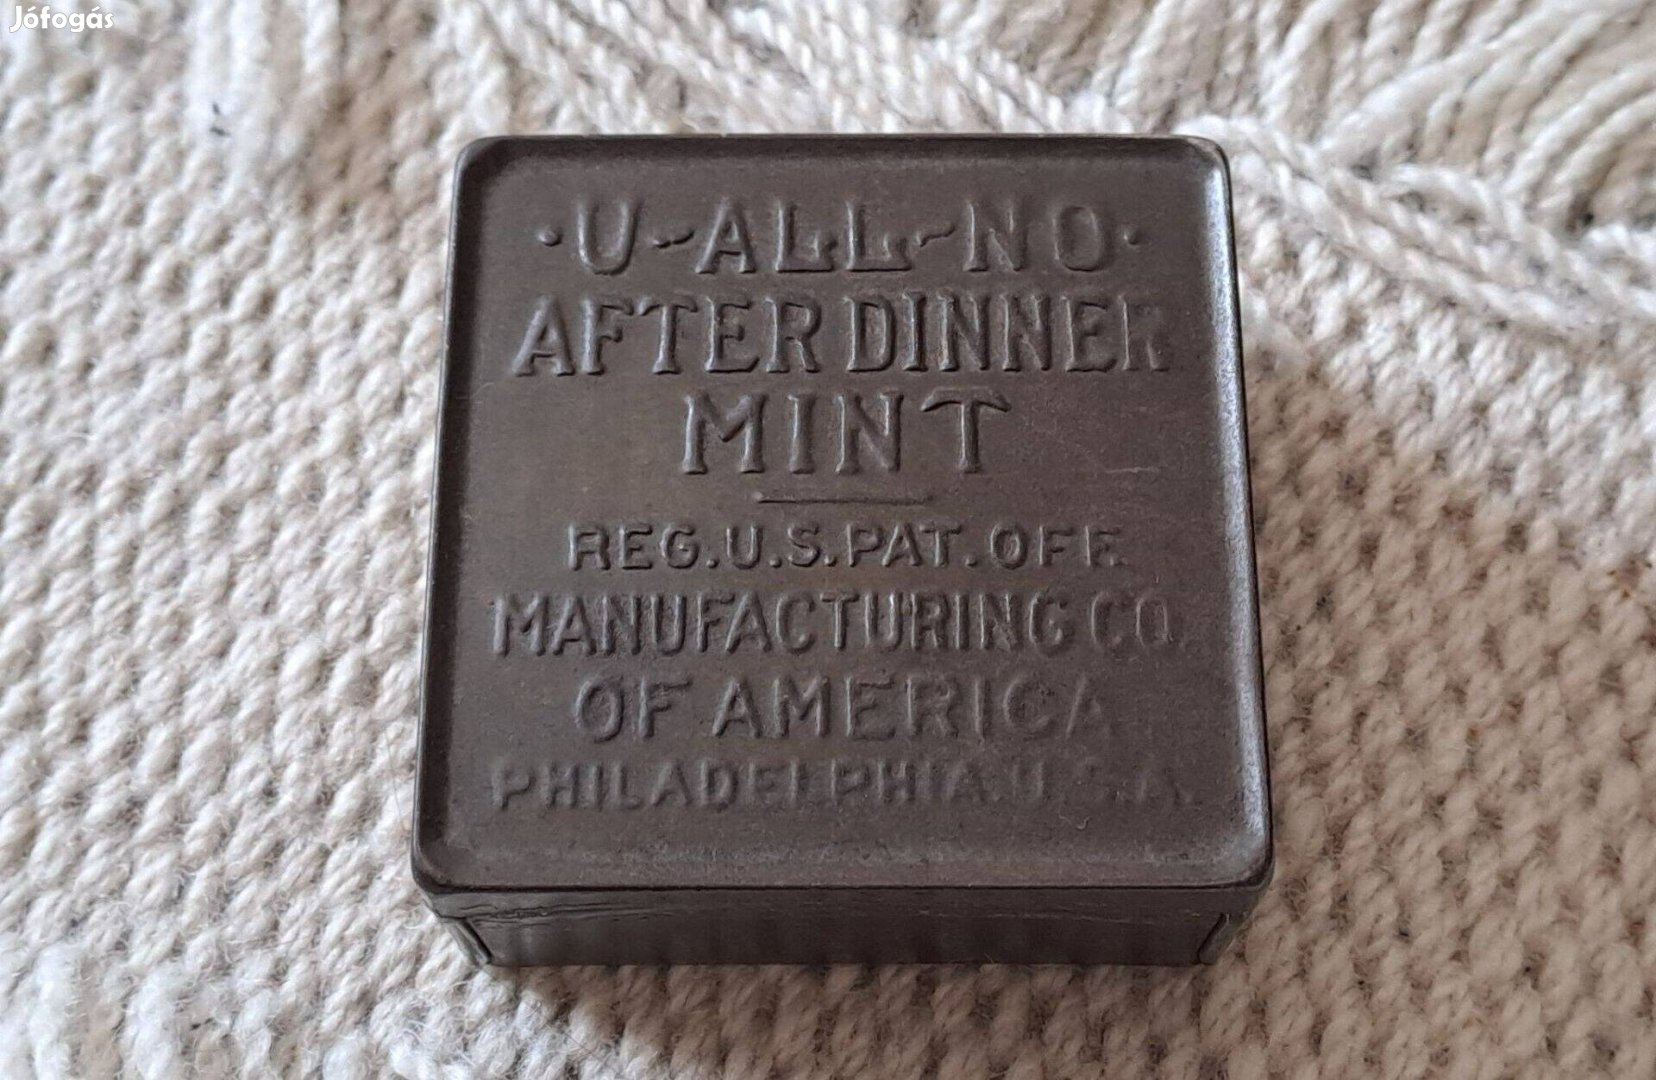 Jófogás
·U-ALL-NO·
AFTER DINNER
MINT
REG.U.S.PAT.OFF.
MANUFACTURING CO.
OF AMERICA
PHILADELPHIA.U.S.A.